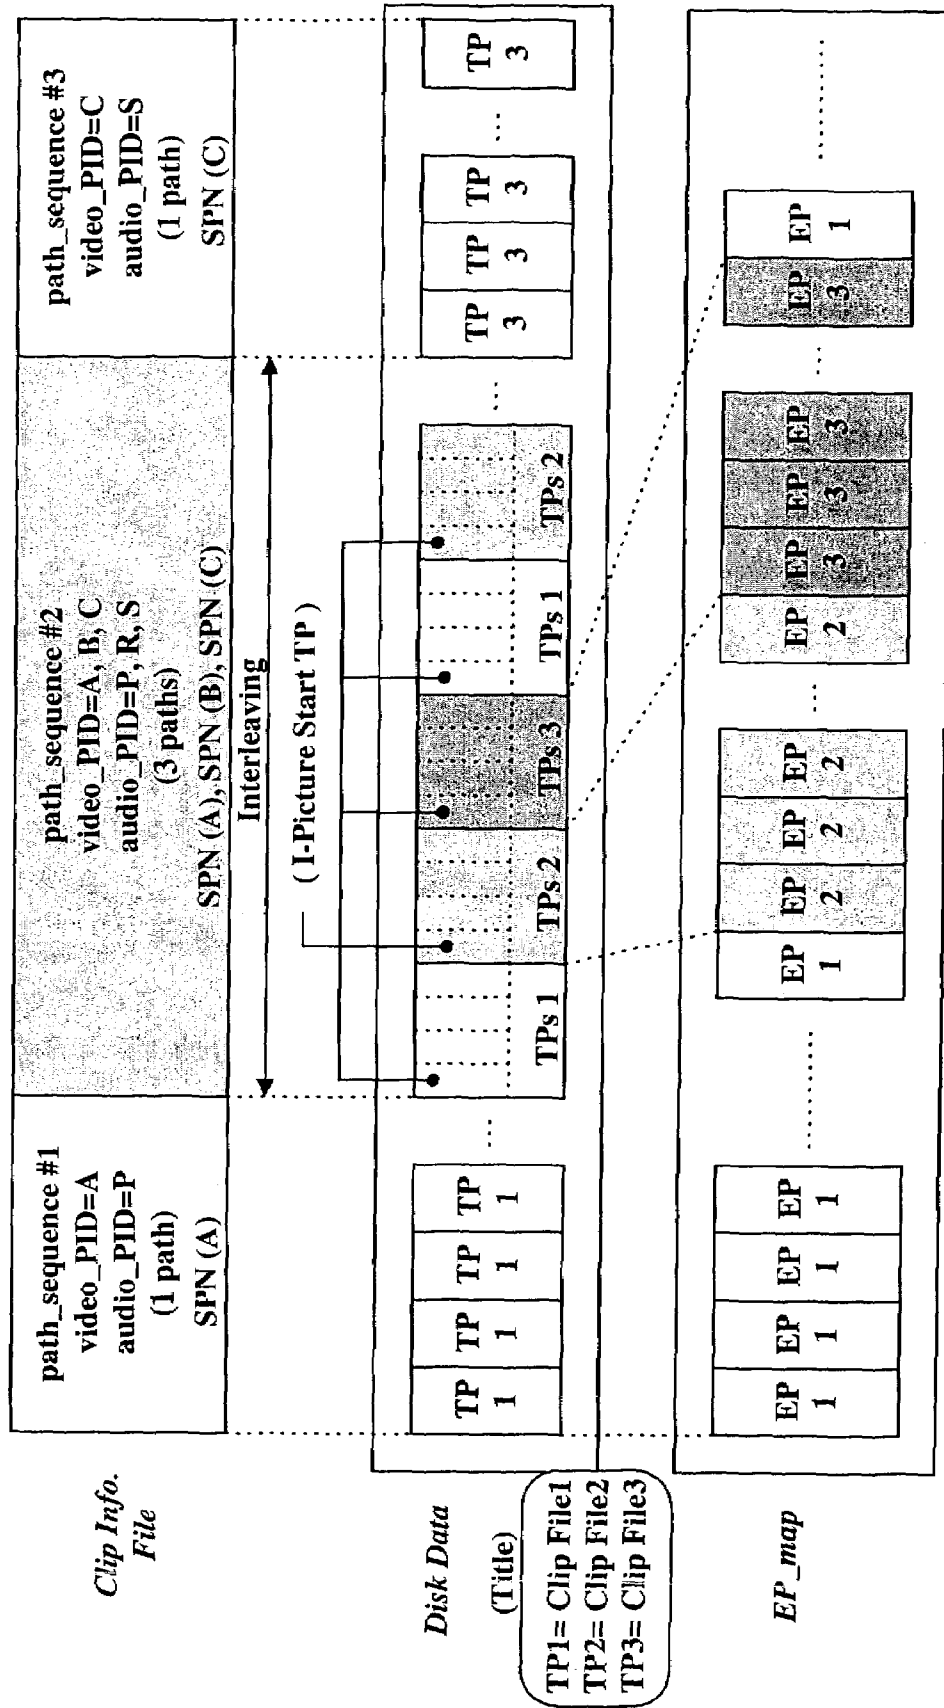 Clip Info.
File
path_sequence #1
video_PID=A
audio_PID=P
(1 path)
SPN (A)
path_sequence #2
video_PID=A, B, C
audio_PID=P, R, S
(3 paths)
SPN (A), SPN (B), SPN (C)
path_sequence #3
video_PID=C
audio_PID=S
(1 path)
SPN (C)
Interleaving
( I-Picture Start TP )
Disk Data
(Title)
TP1= Clip File1
TP2= Clip File2
TP3= Clip File3
TP
1
TP
1
TP
1
TP
1
TPs 1
TPs 2
TPs 3
TPs 1
TPs 2
TP
3
TP
3
TP
3
TP
3
EP_map
EP
1
EP
1
EP
1
EP
1
EP
1
EP
2
EP
2
EP
2
EP
2
EP
3
EP
3
EP
3
EP
3
EP
1